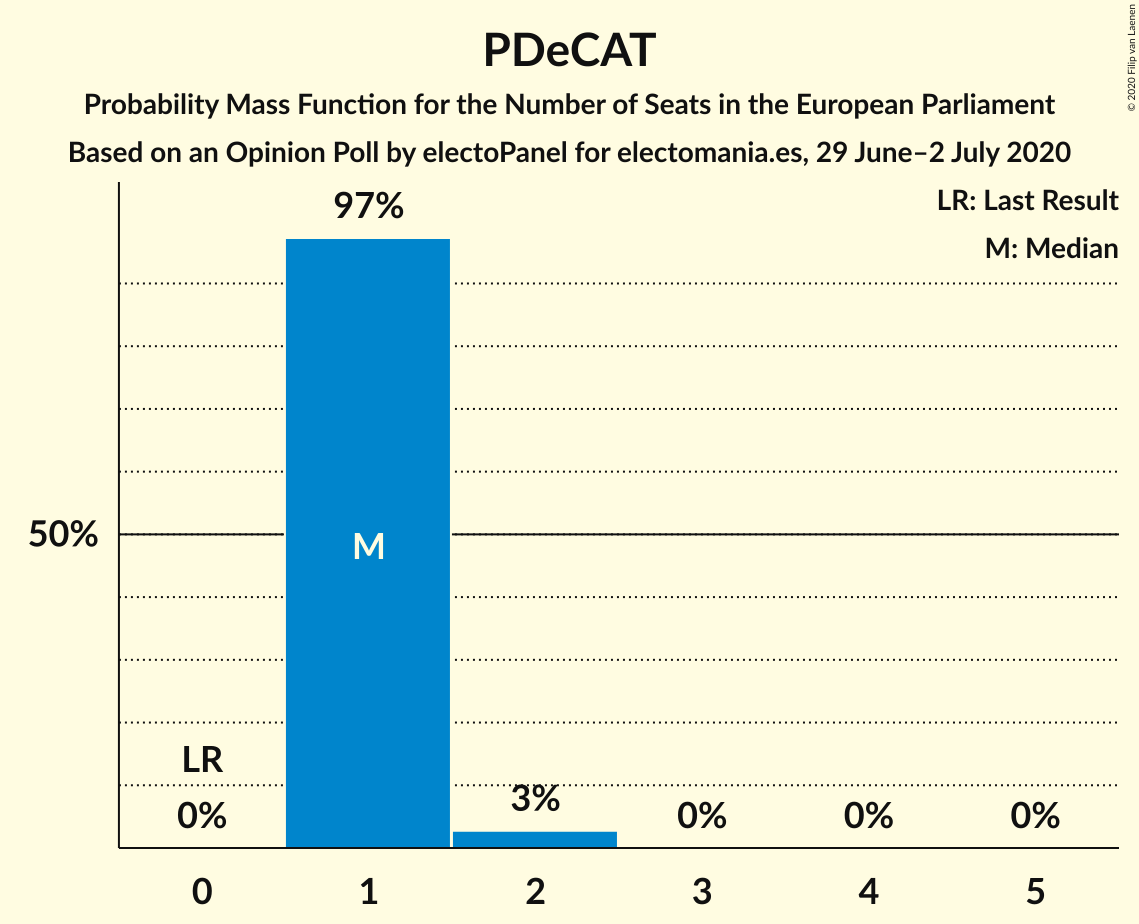 PDeCAT
Probability Mass Function for the Number of Seats in the European Parliament
Based on an Opinion Poll by electoPanel for electomania.es, 29 June–2 July 2020
© 2020 Filip van Laenen
LR: Last Result
M: Median
97%
50%
M
LR
0%
3%
0%
0%
0%
0 1 2 3 4 5